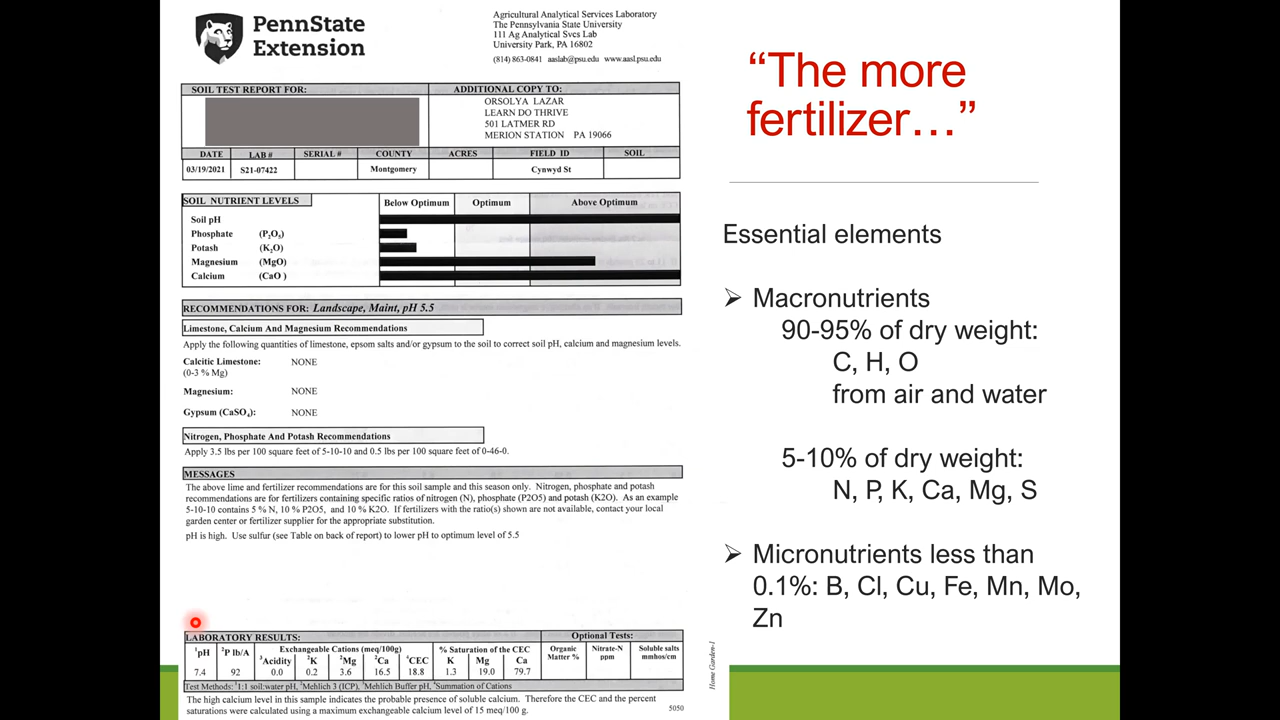 PennState
Extension
Agricultural Analytical Services Laboratory
The Pennsylvania State University
111 Ag Analytical Svcs Lab
University Park, PA 16802
(814) 863-0841 aaslab@psu.edu www.aasl.psu.edu
SOIL TEST REPORT FOR:
ADDITIONAL COPY TO:
ORSOLYA LAZAR
LEARN DO THRIVE
501 LATMER RD
MERION STATION PA 19066
DATE LAB # SERIAL # COUNTY ACRES FIELD ID SOIL
03/19/2021 S21-07422 Montgomery Cynwyd St
SOIL NUTRIENT LEVELS Below Optimum Optimum Above Optimum
Soil pH
Phosphate (P₂O₅)
Potash (K₂O)
Magnesium (MgO)
Calcium (CaO )
RECOMMENDATIONS FOR: Landscape, Maint, pH 5.5
Limestone, Calcium And Magnesium Recommendations
Apply the following quantities of limestone, epsom salts and/or gypsum to the soil to correct soil pH, calcium and magnesium levels.
Calcitic Limestone: NONE
(0-3 % Mg)
Magnesium: NONE
Gypsum (CaSO₄): NONE
Nitrogen, Phosphate And Potash Recommendations
Apply 3.5 lbs per 100 square feet of 5-10-10 and 0.5 lbs per 100 square feet of 0-46-0.
MESSAGES
The above lime and fertilizer recommendations are for this soil sample and this season only. Nitrogen, phosphate and potash
recommendations are for fertilizers containing specific ratios of nitrogen (N), phosphate (P2O5) and potash (K2O). As an example
5-10-10 contains 5 % N, 10 % P2O5, and 10 % K2O. If fertilizers with the ratio(s) shown are not available, contact your local
garden center or fertilizer supplier for the appropriate substitution.
pH is high. Use sulfur (see Table on back of report) to lower pH to optimum level of 5.5
LABORATORY RESULTS: Optional Tests:
¹pH ²P lb/A Exchangeable Cations (meq/100g) % Saturation of the CEC Organic Matter % Nitrate-N ppm Soluble salts mmhos/cm
³Acidity ²K ²Mg ²Ca ⁴CEC K Mg Ca
7.4 92 0.0 0.2 3.6 16.5 18.8 1.3 19.0 79.7
Test Methods: ¹1:1 soil:water pH, ²Mehlich 3 (ICP), ³Mehlich Buffer pH, ⁴Summation of Cations
The high calcium level in this sample indicates the probable presence of soluble calcium. Therefore the CEC and the percent
saturations were calculated using a maximum exchangeable calcium level of 15 meq/100 g.
5050
Home Garden-1
“The more
fertilizer…”
Essential elements
➢ Macronutrients
90-95% of dry weight:
C, H, O
from air and water
5-10% of dry weight:
N, P, K, Ca, Mg, S
➢ Micronutrients less than
0.1%: B, Cl, Cu, Fe, Mn, Mo,
Zn